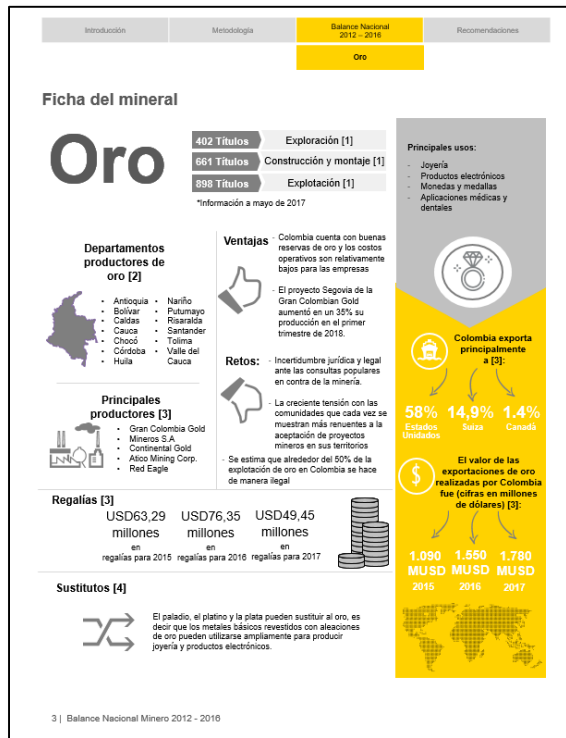 Introducción
Metodología
Balance Nacional
2012 – 2016
Recomendaciones
Oro
Ficha del mineral
Oro
402 Títulos Exploración [1]
661 Títulos Construcción y montaje [1]
898 Títulos Explotación [1]
*Información a mayo de 2017
Departamentos
productores de
oro [2]
• Antioquia
• Bolívar
• Caldas
• Cauca
• Chocó
• Córdoba
• Huila
• Nariño
• Putumayo
• Risaralda
• Santander
• Tolima
• Valle del
Cauca
Principales
productores [3]
• Gran Colombia Gold
• Mineros S.A
• Continental Gold
• Atico Mining Corp.
• Red Eagle
Ventajas
- Colombia cuenta con buenas
reservas de oro y los costos
operativos son relativamente
bajos para las empresas
- El proyecto Segovia de la
Gran Colombian Gold
aumentó en un 35% su
producción en el primer
trimestre de 2018.
Retos:
- Incertidumbre jurídica y legal
ante las consultas populares
en contra de la minería.
- La creciente tensión con las
comunidades que cada vez se
muestran más renuentes a la
aceptación de proyectos
mineros en sus territorios
- Se estima que alrededor del 50% de la
explotación de oro en Colombia se hace
de manera ilegal
Regalías [3]
USD63,29
millones
en
regalías para 2015
USD76,35
millones
en
regalías para 2016
USD49,45
millones
en
regalías para 2017
Sustitutos [4]
El paladio, el platino y la plata pueden sustituir al oro, es
decir que los metales básicos revestidos con aleaciones
de oro pueden utilizarse ampliamente para producir
joyería y productos electrónicos.
Principales usos:
- Joyería
- Productos electrónicos
- Monedas y medallas
- Aplicaciones médicas y
dentales
Colombia exporta
principalmente
a [3]:
58%
Estados
Unidos
14,9%
Suiza
1.4%
Canadá
$
El valor de las
exportaciones de oro
realizadas por Colombia
fue (cifras en millones
de dólares) [3]:
1.090
MUSD
2015
1.550
MUSD
2016
1.780
MUSD
2017
3 | Balance Nacional Minero 2012 - 2016